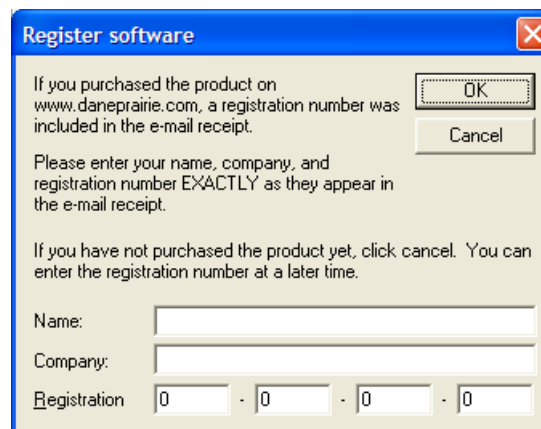 Register software
If you purchased the product on
www.daneprairie.com, a registration number was
included in the e-mail receipt.
OK
Cancel
Please enter your name, company, and
registration number EXACTLY as they appear in
the e-mail receipt.
If you have not purchased the product yet, click cancel. You can
enter the registration number at a later time.
Name:
Company:
Registration 0 - 0 - 0 - 0